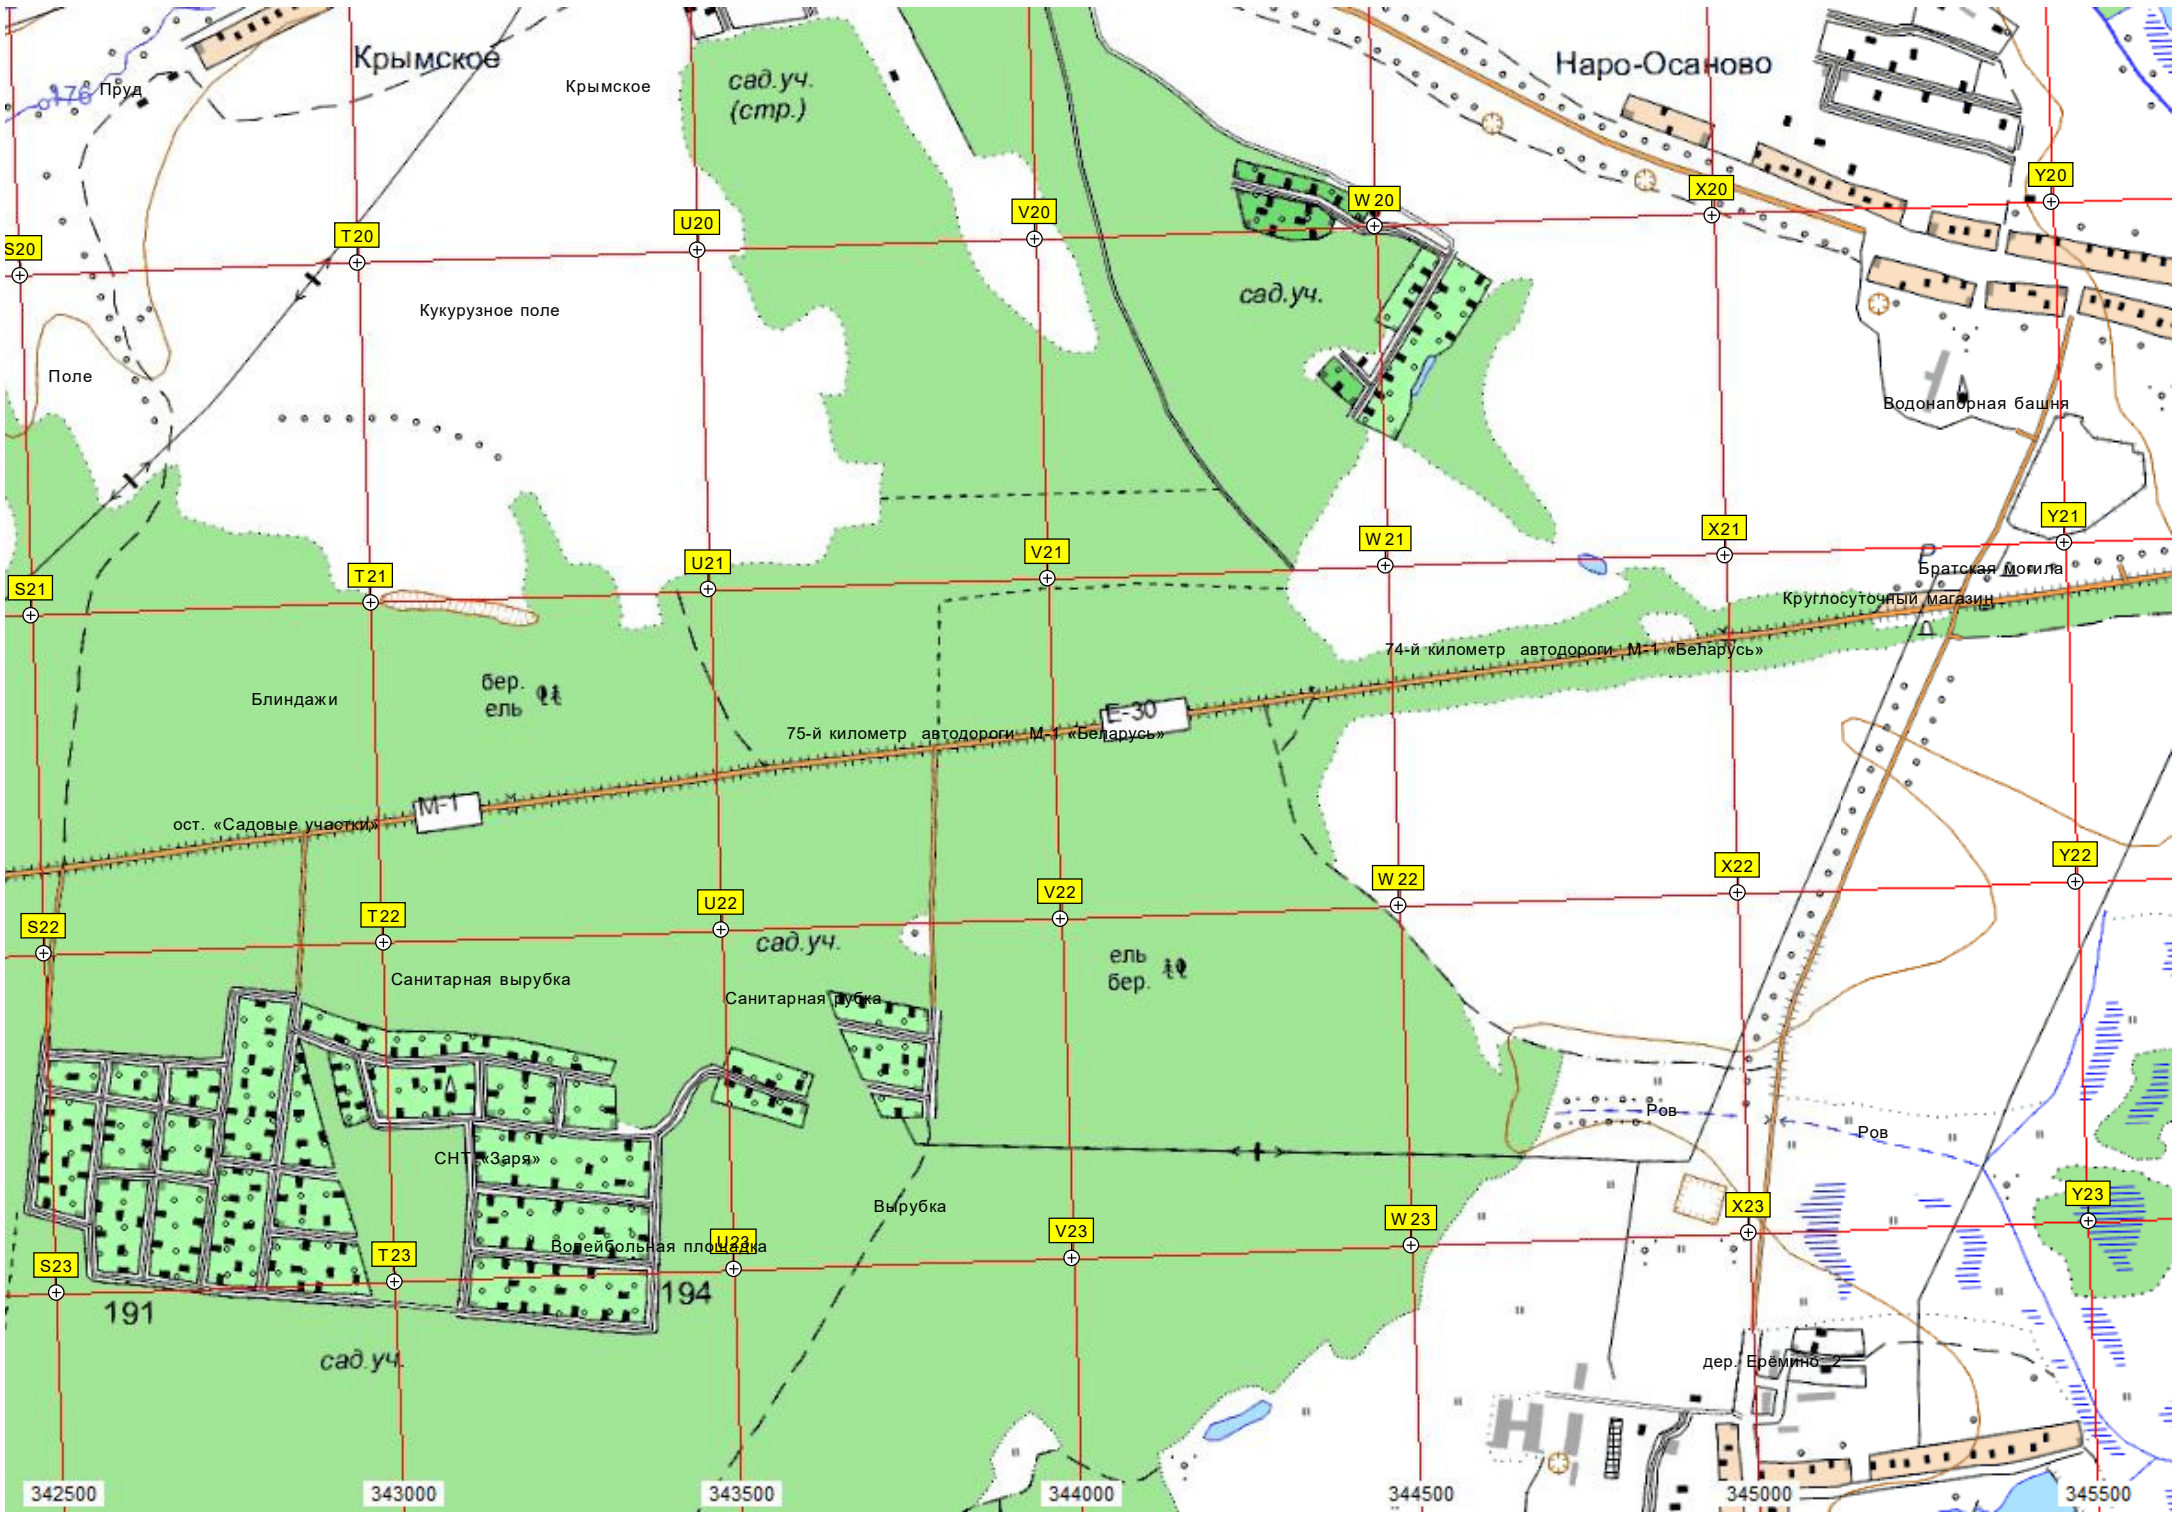 Крымское
Крымское
сад.уч.
(стр.)
Наро-Осаново
176
Пруд
S20
T20
U20
V20
W20
X20
Y20
Кукурузное поле
сад.уч.
Поле
Водонапорная башня
S21
T21
U21
V21
W21
X21
Y21
Братская могила
Круглосуточный магазин
74-й километр автодороги М-1 «Беларусь»
Блиндажи
бер.
ель
E-30
75-й километр автодороги М-1 «Беларусь»
М-1
ост. «Садовые участки»
S22
T22
U22
V22
W22
X22
Y22
сад.уч.
ель
бер.
Санитарная вырубка
Санитарная рубка
Ров
Ров
СНТ «Заря»
Вырубка
Волейбольная площадка
S23
T23
U23
V23
W23
X23
Y23
191
194
сад.уч.
дер. Ерёмино-2
342500
343000
343500
344000
344500
345000
345500